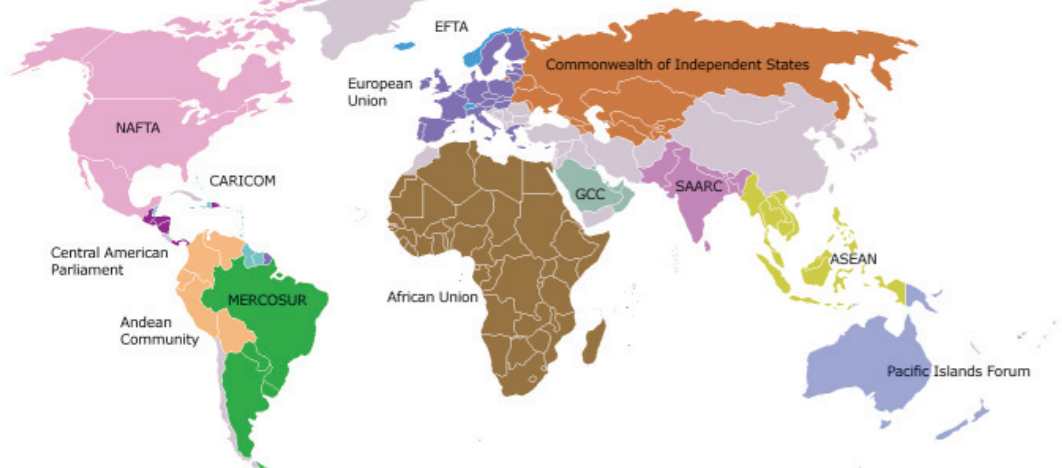 EFTA
Commonwealth of Independent States
European
Union
NAFTA
CARICOM
GCC
SAARC
Central American
Parliament
ASEAN
African Union
MERCOSUR
Andean
Community
Pacific Islands Forum